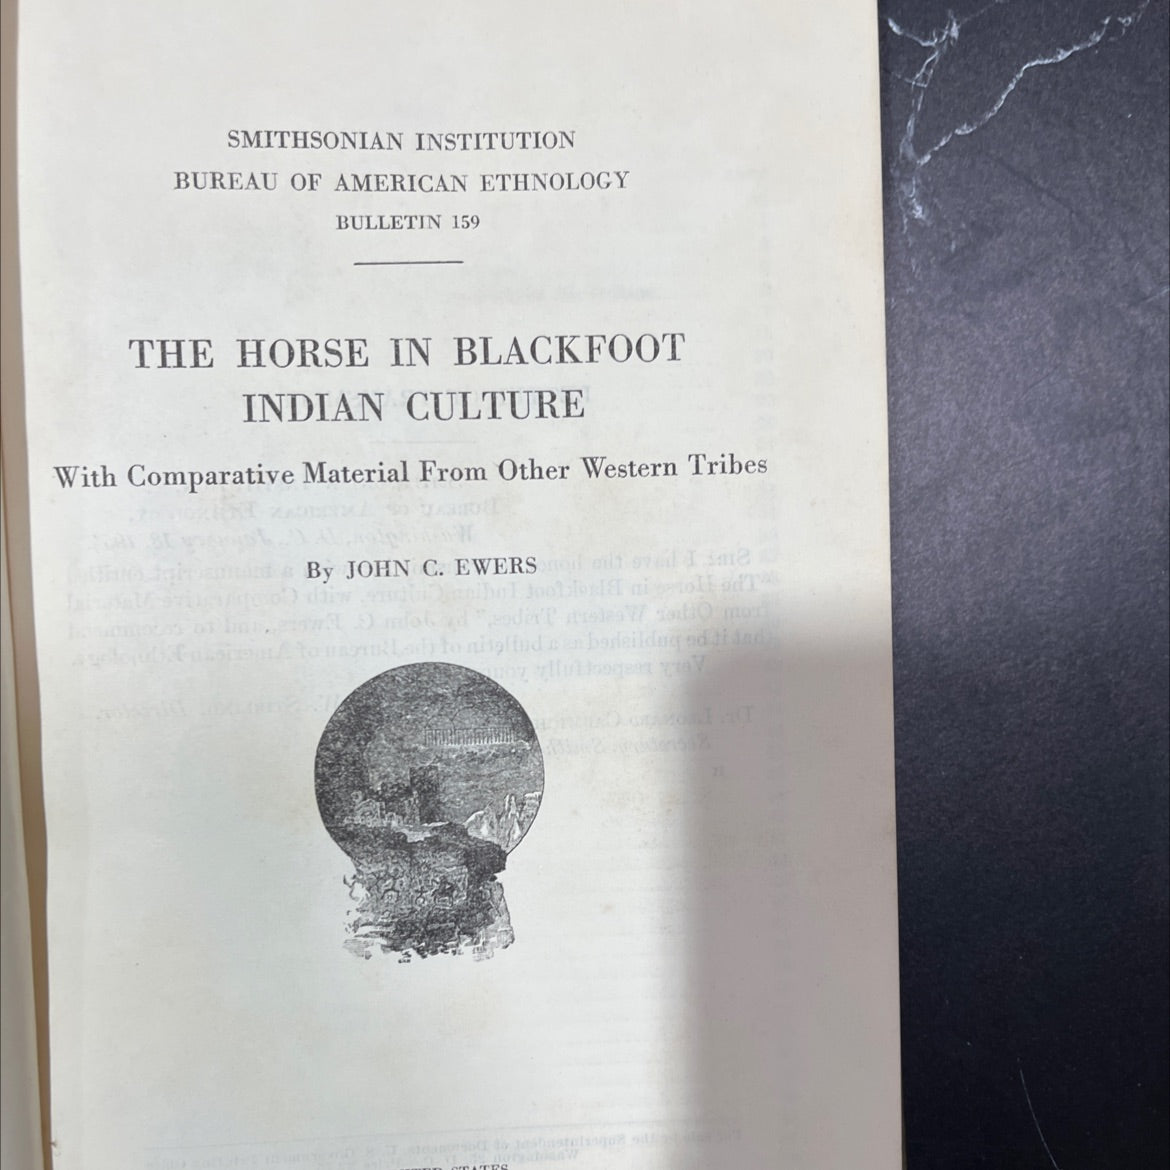 SMITHSONIAN INSTITUTION
BUREAU OF AMERICAN ETHNOLOGY
BULLETIN 159
THE HORSE IN BLACKFOOT
INDIAN CULTURE
With Comparative Material From Other Western Tribes
By JOHN C. EWERS
STATES